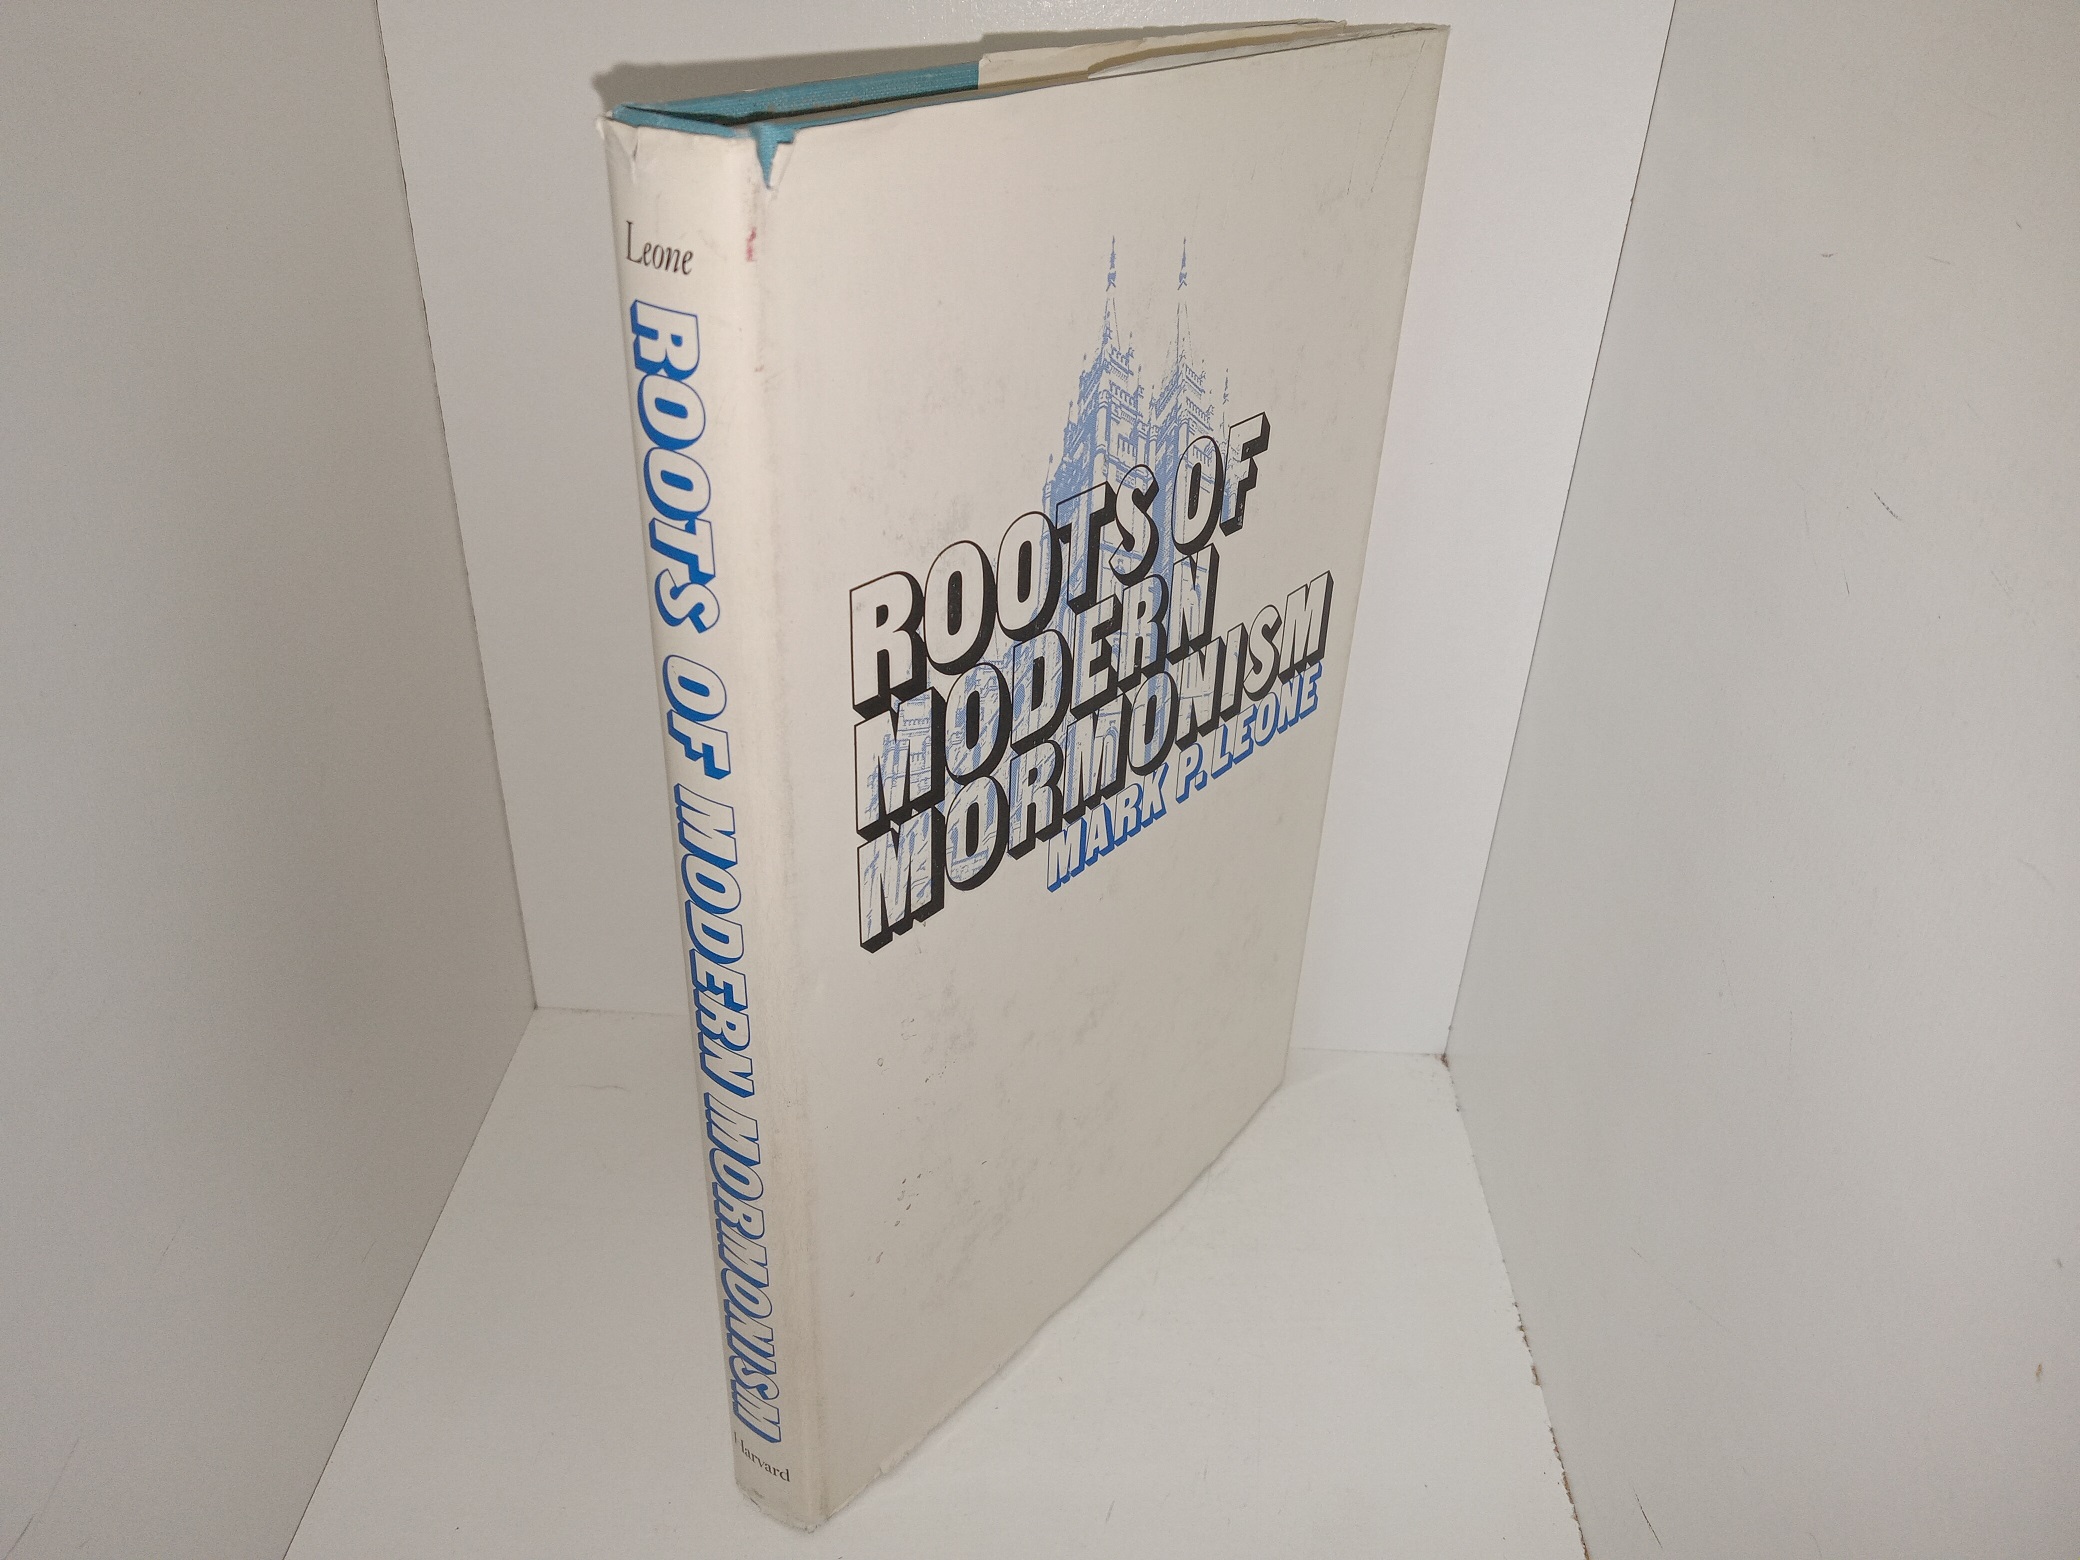 Leone
ROOTS OF MODERN MORMONISM
Harvard
ROOTS OF
MODERN
MORMONISM
MARK P. LEONE